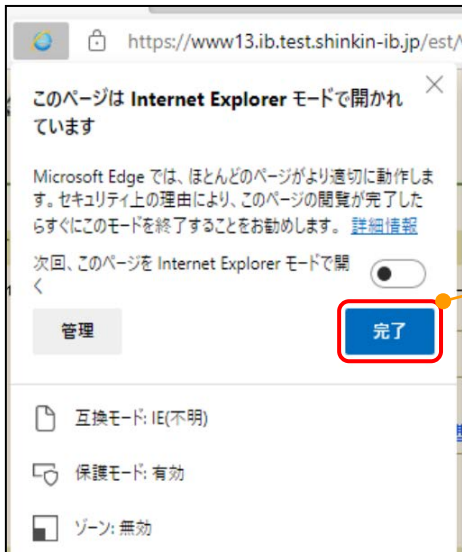 https://www13.ib.test.shinkin-ib.jp/est/
このページは Internet Explorer モードで開かれ
ています
Microsoft Edge では、ほとんどのページがより適切に動作しま
す。セキュリティ上の理由により、このページの閲覧が完了した
らすぐにこのモードを終了することをお勧めします。 詳細情報
次回、このページを Internet Explorer モードで開
く
管理
完了
互換モード: IE(不明)
保護モード: 有効
ゾーン: 無効